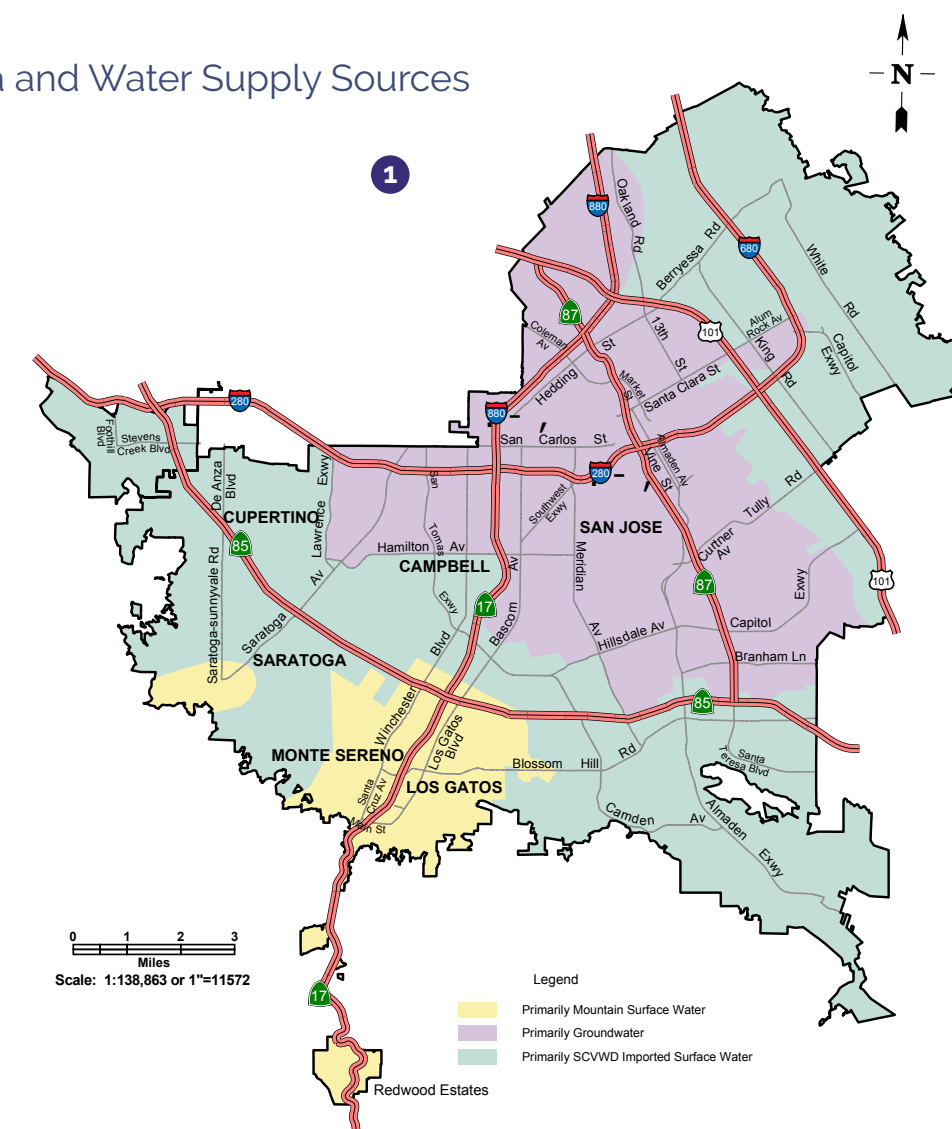 a and Water Supply Sources
N
1
880
Oakland Rd
680
Berryessa Rd
White Rd
87
101
Coleman Av
13th St
Alum Rock Av
King Rd
Capitol Expy
Hedding St
Market St
Santa Clara St
280
880
San Carlos St
Almaden Av
Vine St
280
Foothill Blvd
Stevens Creek Blvd
De Anza Blvd
Lawrence Exwy
San Tomas Exwy
Southwest Exwy
CUPERTINO
SAN JOSE
Tully Rd
85
Hamilton Av
CAMPBELL
Meridian Av
Curtner Av
87
101
Saratoga-sunnyvale Rd
Saratoga Av
17
Bascom Av
Hillsdale Av
Capitol Exwy
SARATOGA
Branham Ln
Winchester Blvd
85
Los Gatos Blvd
MONTE SERENO
Blossom Hill Rd
Santa Teresa Blvd
Santa Cruz Av
LOS GATOS
Main St
Camden Av
Almaden Exwy
0 1 2 3
Miles
Scale: 1:138,863 or 1"=11572
17
Legend
Primarily Mountain Surface Water
Primarily Groundwater
Primarily SCVWD Imported Surface Water
Redwood Estates